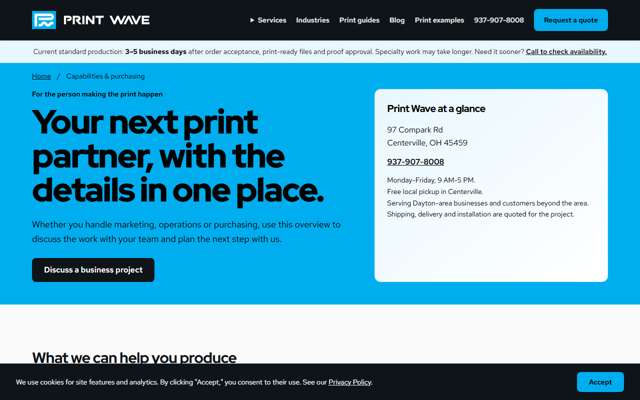 PRINT WAVE
▸ Services Industries Print guides Blog Print examples 937-907-8008 Request a quote
Current standard production: 3–5 business days after order acceptance, print-ready files and proof approval. Specialty work may take longer. Need it sooner? Call to check availability.
Home / Capabilities & purchasing
For the person making the print happen
Your next print
partner, with the
details in one place.
Whether you handle marketing, operations or purchasing, use this overview to
discuss the work with your team and plan the next step with us.
Discuss a business project
Print Wave at a glance
97 Compark Rd
Centerville, OH 45459
937-907-8008
Monday–Friday, 9 AM–5 PM.
Free local pickup in Centerville.
Serving Dayton-area businesses and customers beyond the area.
Shipping, delivery and installation are quoted for the project.
What we can help you produce
We use cookies for site features and analytics. By clicking "Accept," you consent to their use. See our Privacy Policy.
Accept